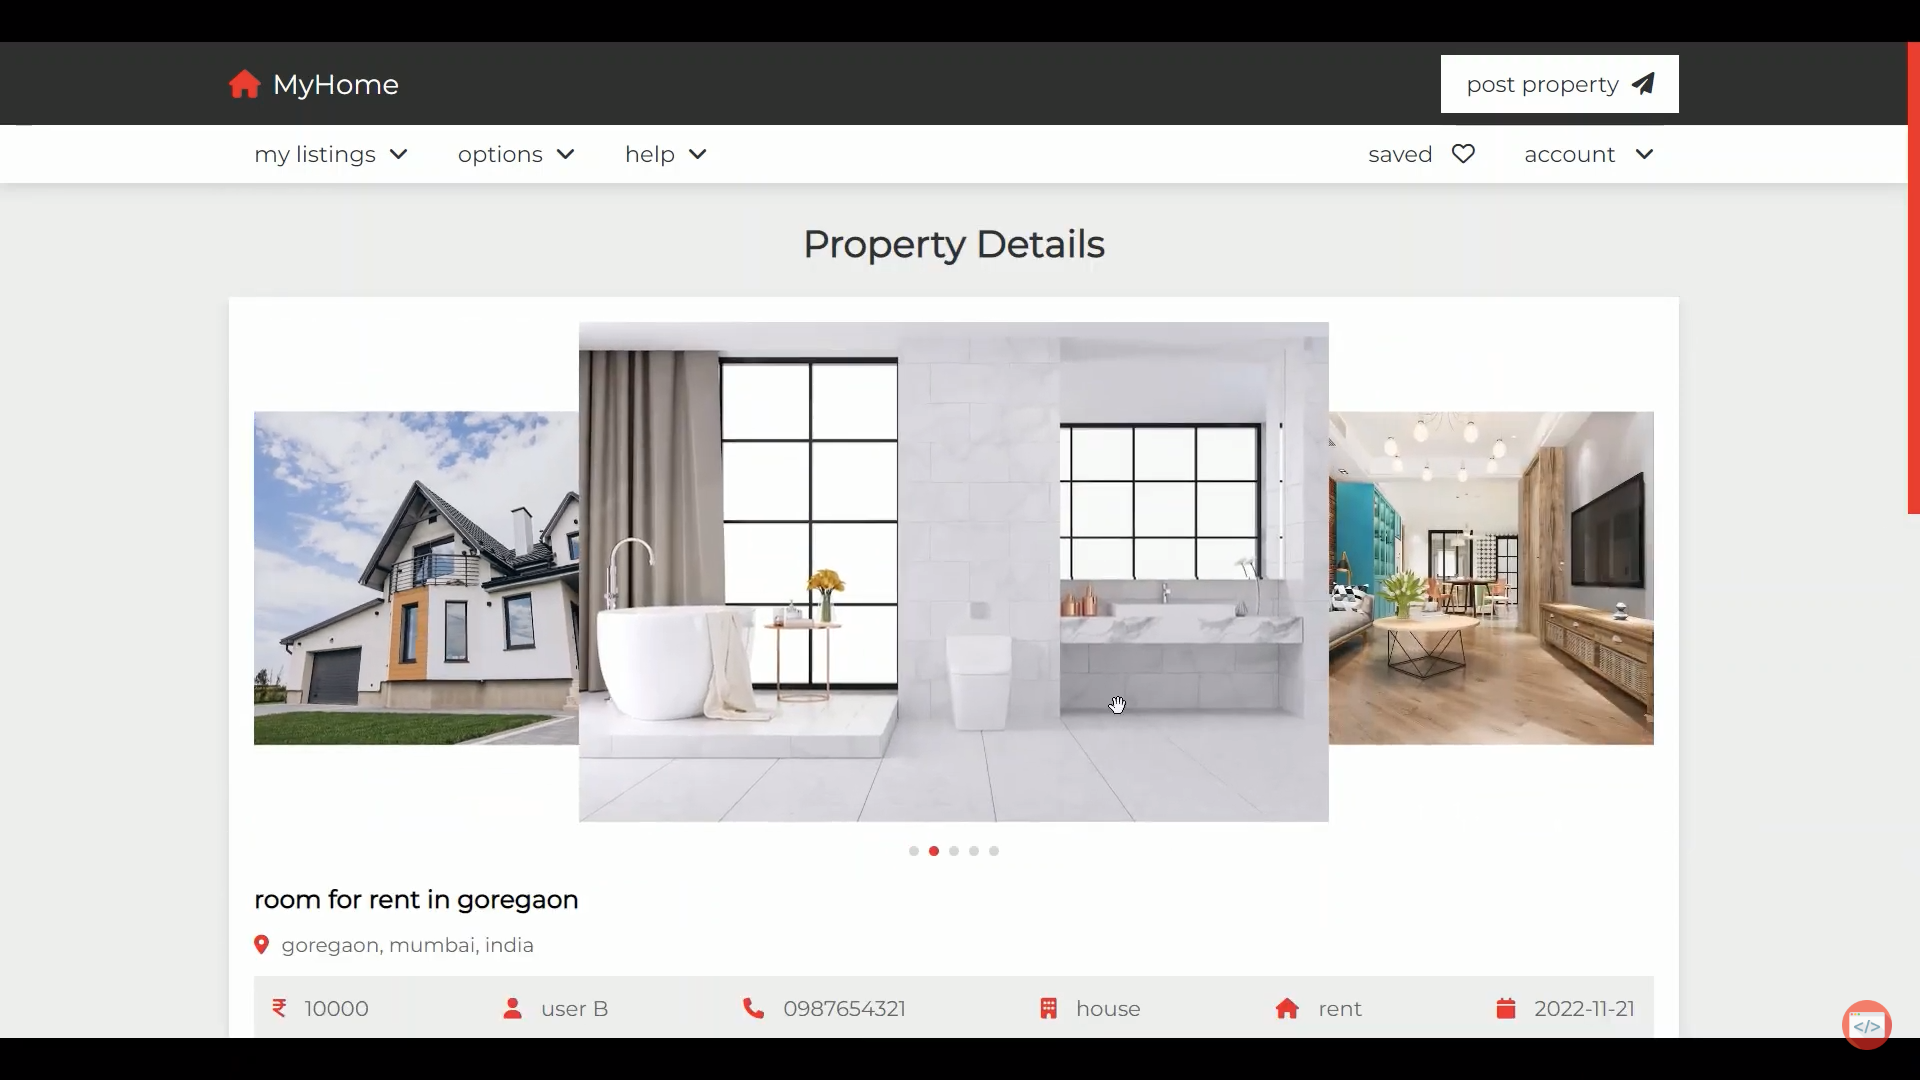 MyHome
post property
my listings options help saved account
Property Details
room for rent in goregaon
goregaon, mumbai, india
₹ 10000 user B 0987654321 house rent 2022-11-21
</>